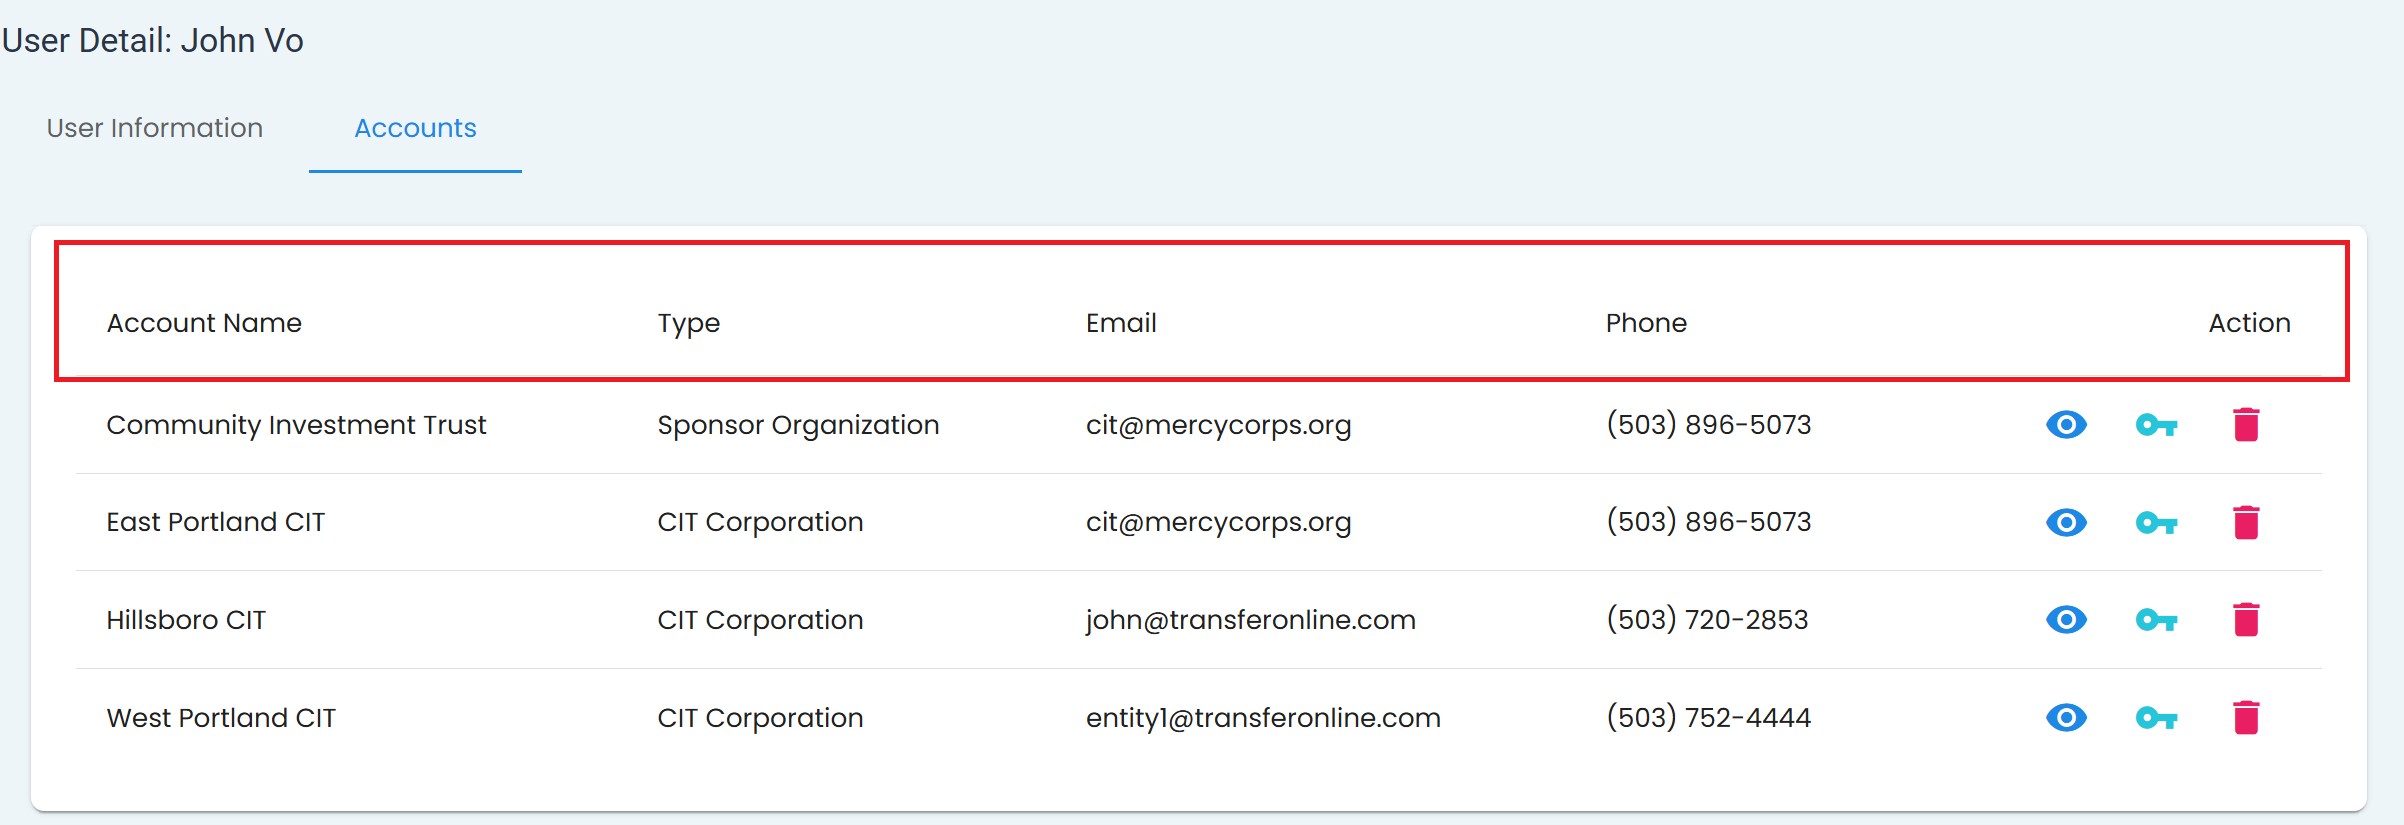 User Detail: John Vo
User Information Accounts
Account Name Type Email Phone Action
Community Investment Trust Sponsor Organization cit@mercycorps.org (503) 896-5073
East Portland CIT CIT Corporation cit@mercycorps.org (503) 896-5073
Hillsboro CIT CIT Corporation john@transferonline.com (503) 720-2853
West Portland CIT CIT Corporation entity1@transferonline.com (503) 752-4444